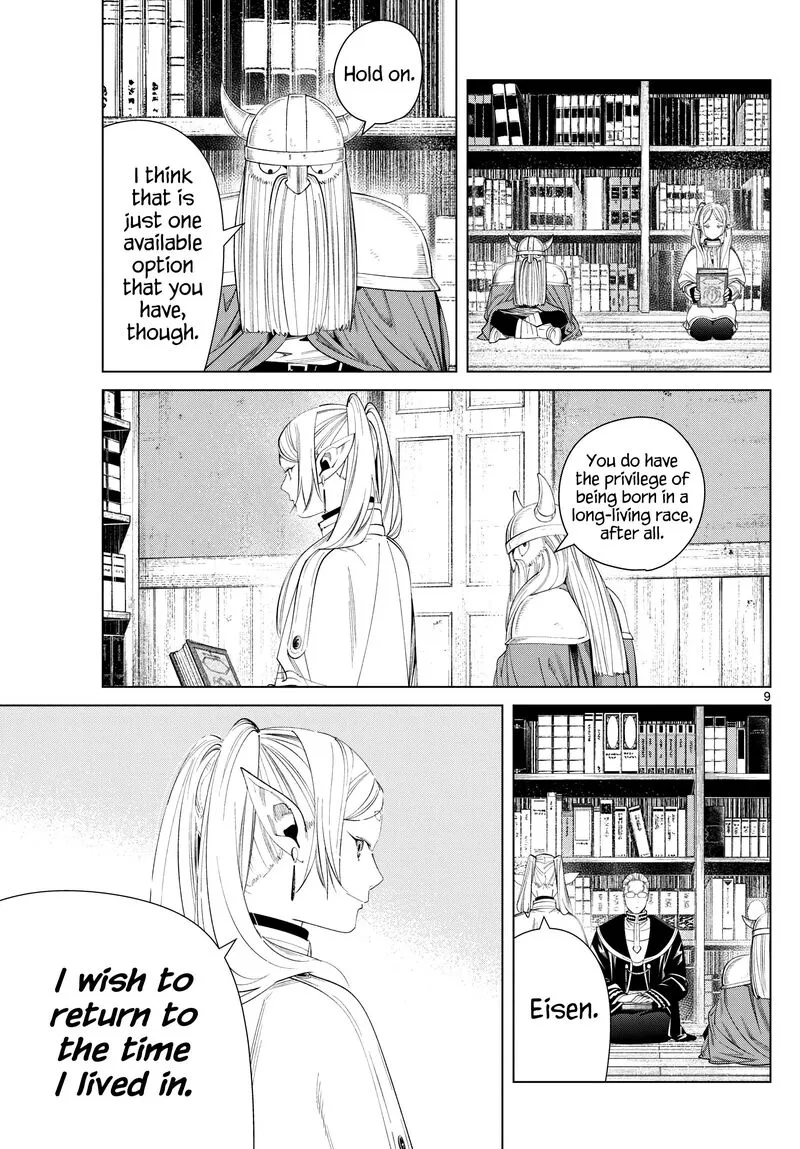 Hold on.
I think
that is
just one
available
option
that you
have,
though.
You do have
the privilege of
being born in a
long-living race,
after all.
9
Eisen.
I wish to
return to
the time
I lived in.